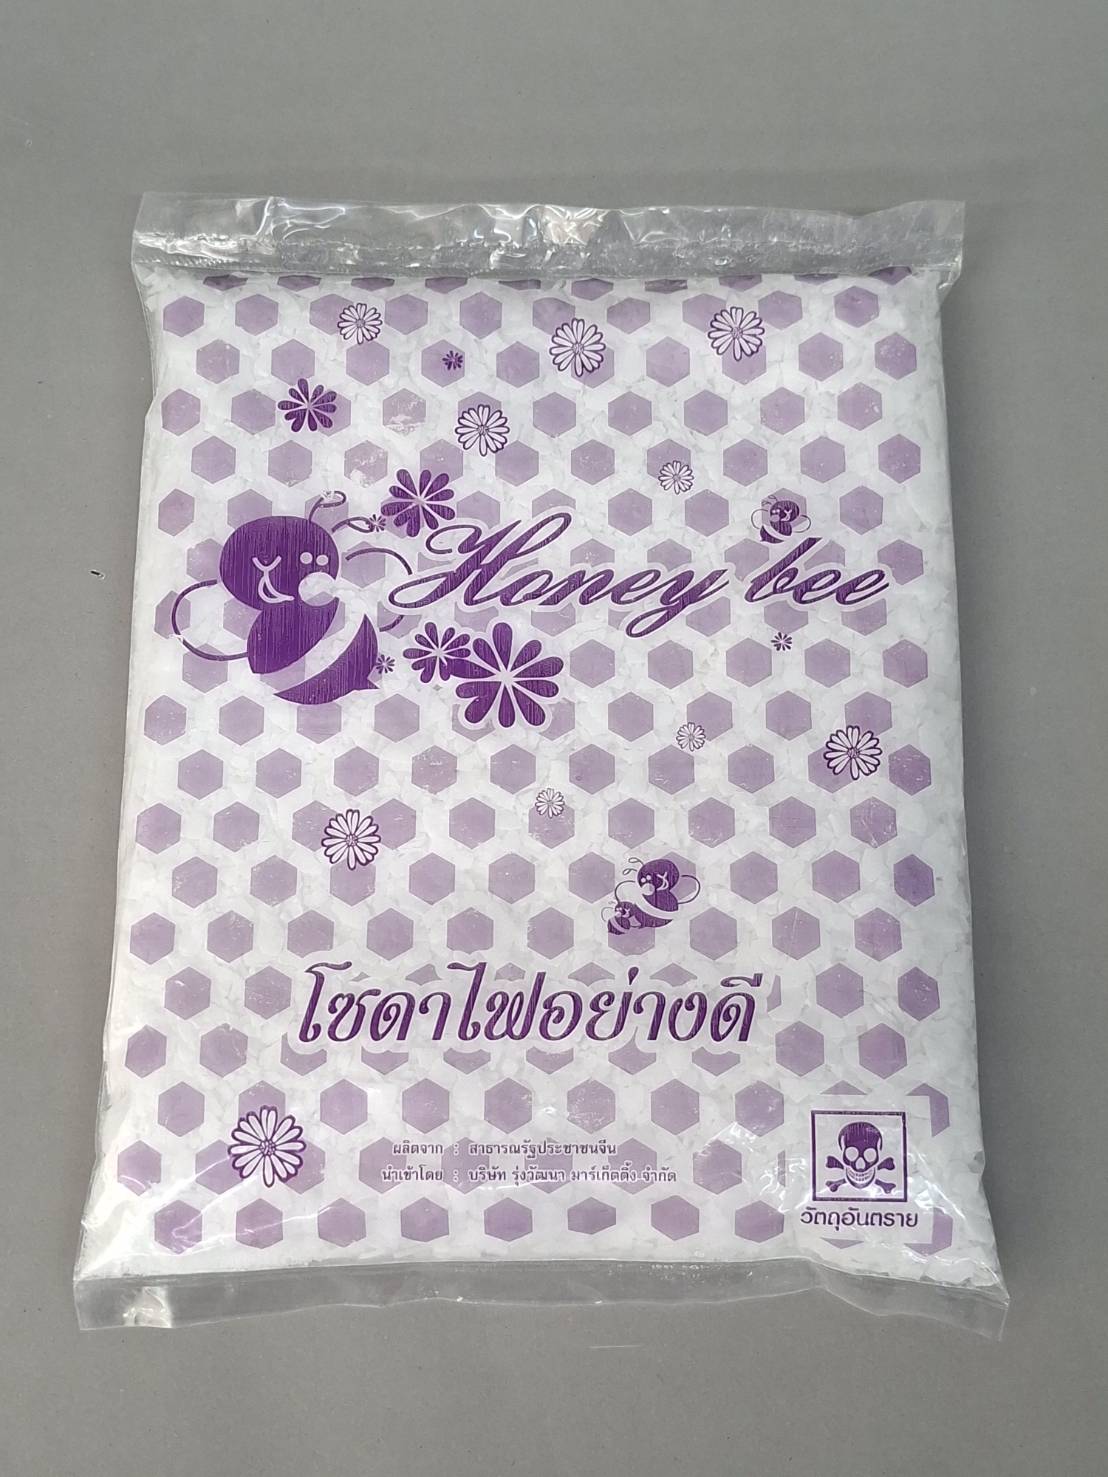 Honey bee
โซดาไฟอย่างดี
ผลิตจาก : สาธารณรัฐประชาชนจีน
นำเข้าโดย : บริษัท รุ่งวัฒนา มาร์เก็ตติ้ง จำกัด
วัตถุอันตราย